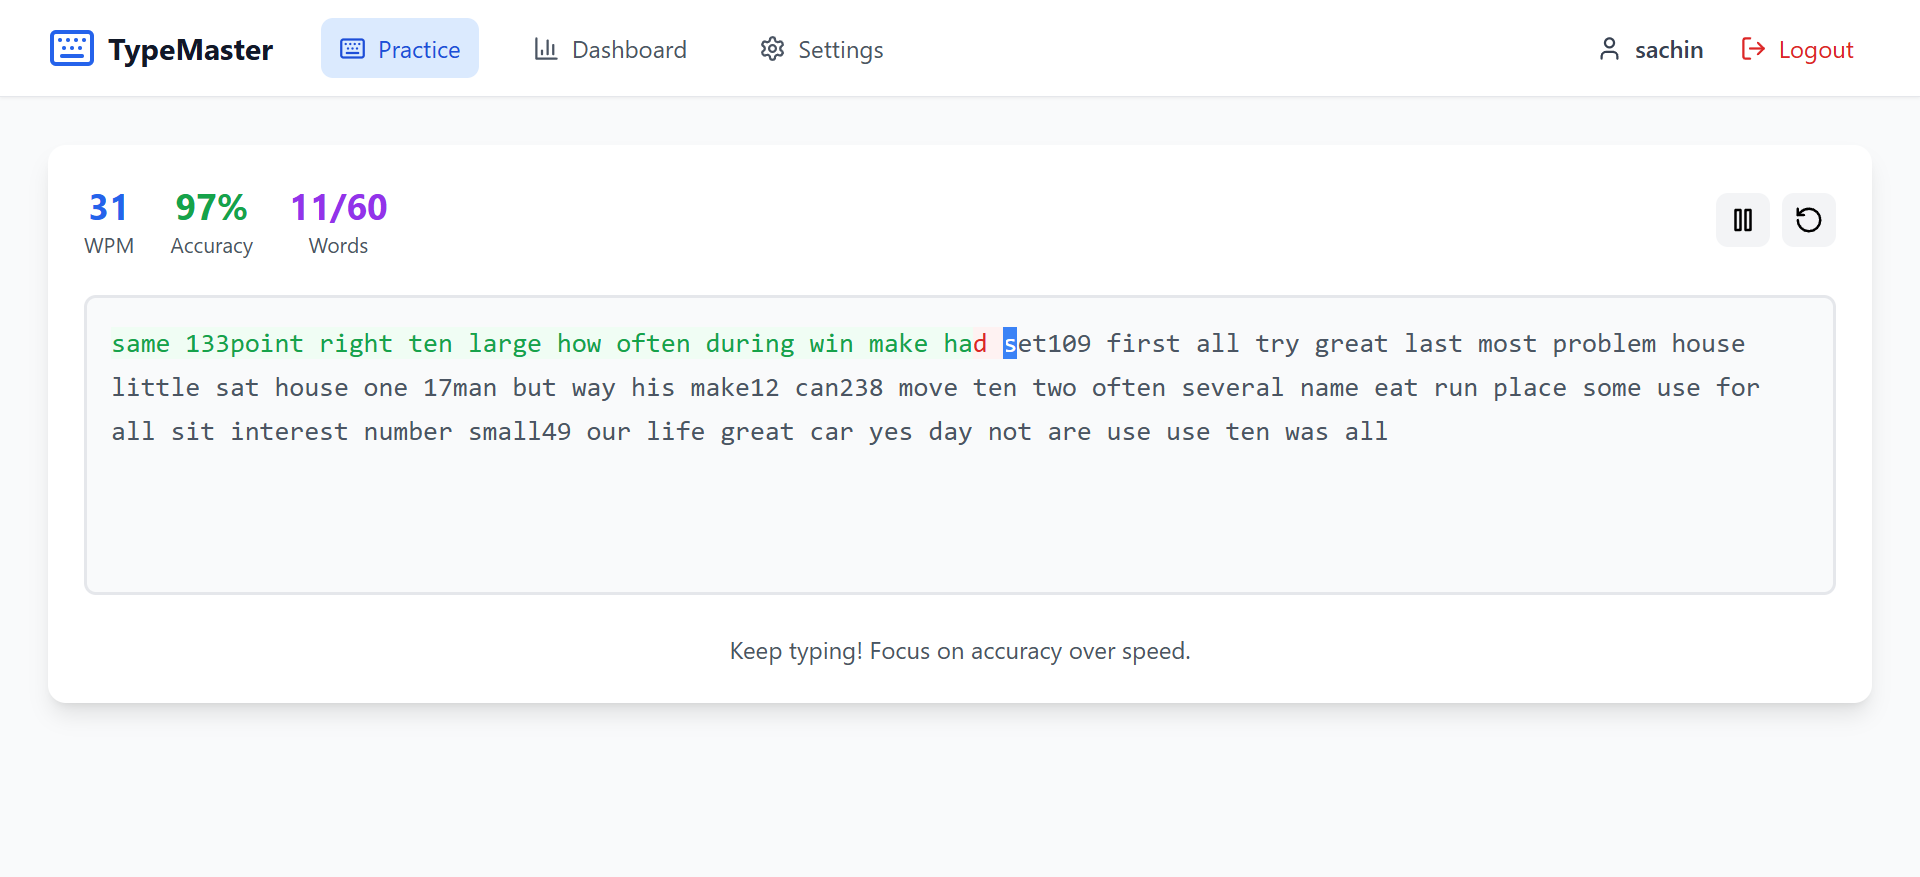 TypeMaster Practice Dashboard Settings sachin Logout
31 97% 11/60
WPM Accuracy Words
same 133point right ten large how often during win make had set109 first all try great last most problem house
little sat house one 17man but way his make12 can238 move ten two often several name eat run place some use for
all sit interest number small49 our life great car yes day not are use use ten was all
Keep typing! Focus on accuracy over speed.